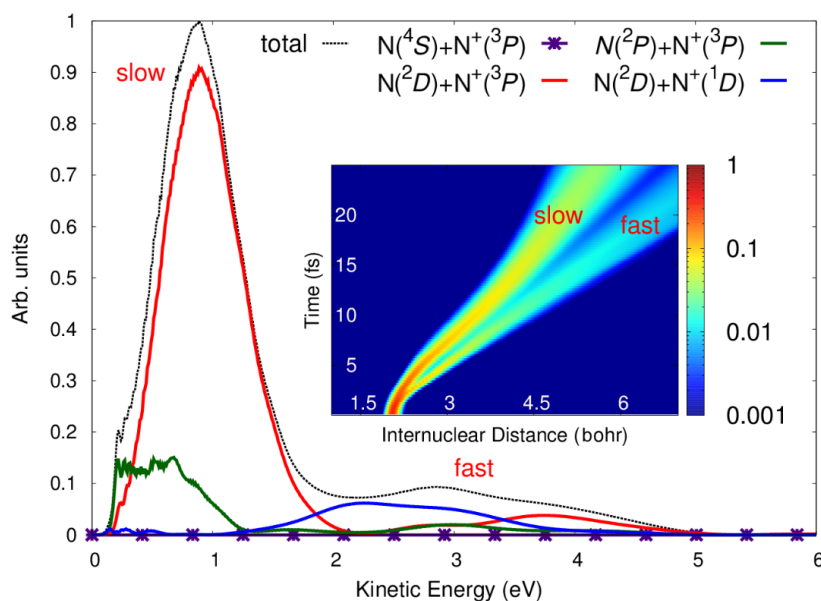 total
N(⁴S)+N⁺(³P)
N(²P)+N⁺(³P)
N(²D)+N⁺(³P)
N(²D)+N⁺(¹D)
slow
1
0.9
0.8
0.7
0.6
0.5
0.4
0.3
0.2
0.1
0
Arb. units
20
15
10
5
Time (fs)
slow
fast
1.5
3
4.5
6
Internuclear Distance (bohr)
1
0.1
0.01
0.001
fast
0
1
2
3
4
5
6
Kinetic Energy (eV)